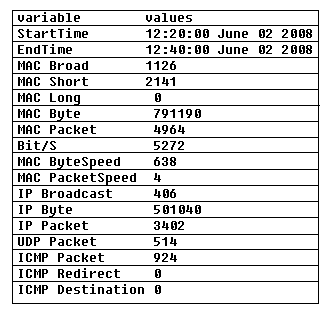 variable values
StartTime 12:20:00 June 02 2008
EndTime 12:40:00 June 02 2008
MAC Broad 1126
MAC Short 2141
MAC Long 0
MAC Byte 791190
MAC Packet 4964
Bit/S 5272
MAC ByteSpeed 638
MAC PacketSpeed 4
IP Broadcast 406
IP Byte 501040
IP Packet 3402
UDP Packet 514
ICMP Packet 924
ICMP Redirect 0
ICMP Destination 0